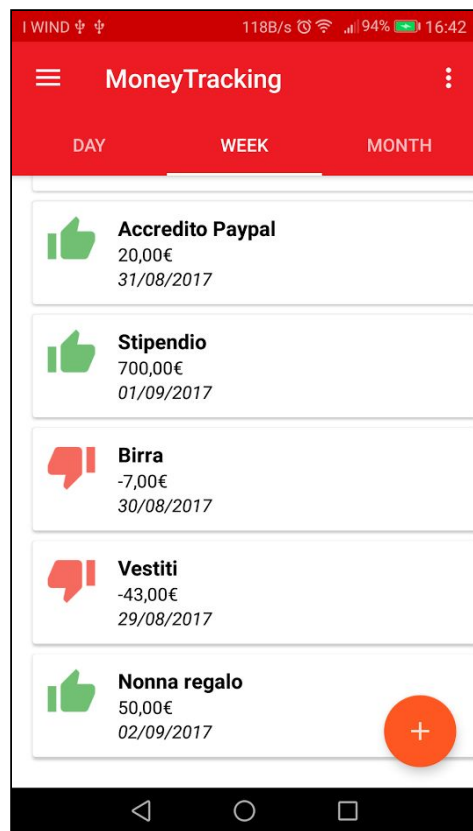 I WIND 118B/s 94% 16:42
MoneyTracking
DAY WEEK MONTH
Accredito Paypal
20,00€
31/08/2017
Stipendio
700,00€
01/09/2017
Birra
-7,00€
30/08/2017
Vestiti
-43,00€
29/08/2017
Nonna regalo
50,00€
02/09/2017
+